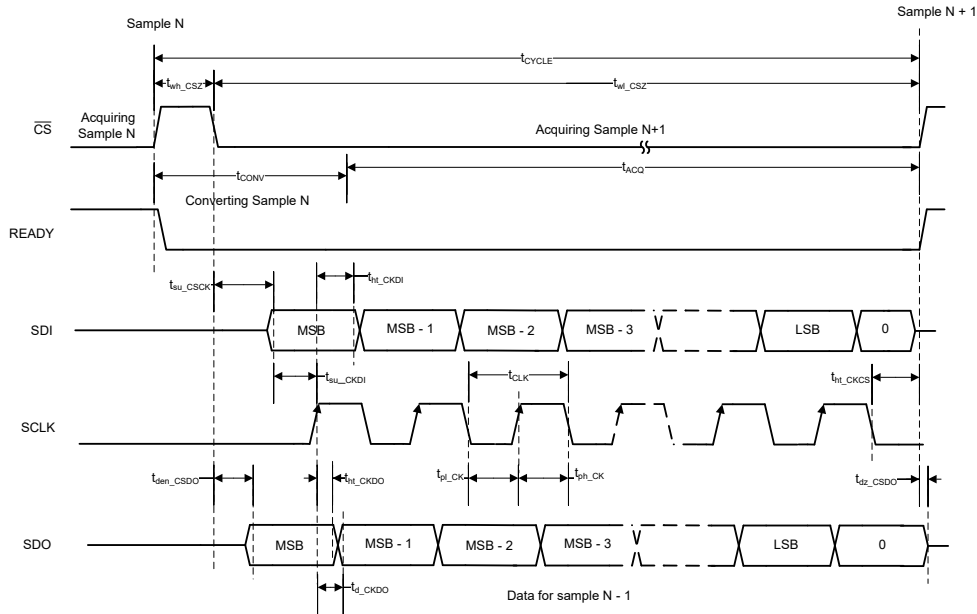 Sample N
Sample N + 1
tCYCLE
twh_CSZ
twl_CSZ
CS
Acquiring
Sample N
Acquiring Sample N+1
tCONV
tACQ
Converting Sample N
READY
tsu_CSCK
tht_CKDI
SDI
MSB
MSB - 1
MSB - 2
MSB - 3
LSB
0
tsu_CKDI
tCLK
tht_CKCS
SCLK
tden_CSDO
tht_CKDO
tpl_CK
tph_CK
tdz_CSDO
SDO
MSB
MSB - 1
MSB - 2
MSB - 3
LSB
0
td_CKDO
Data for sample N - 1